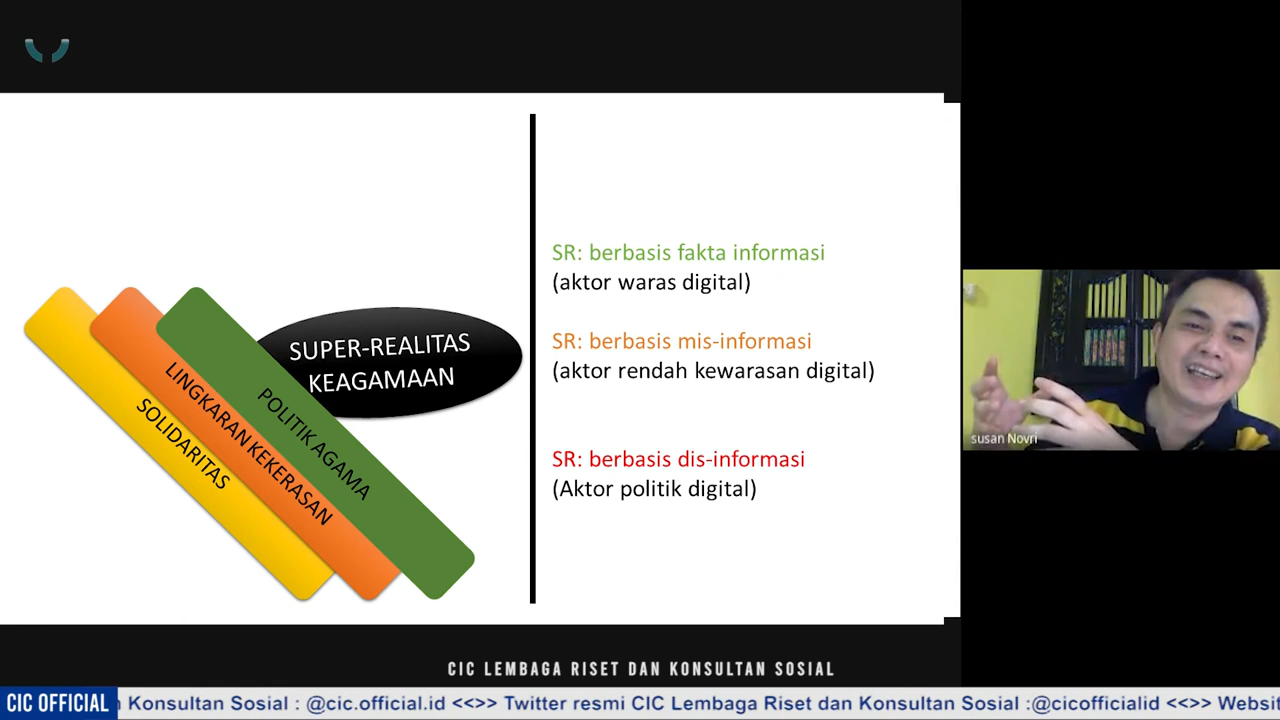 SUPER-REALITAS
KEAGAMAAN
POLITIK AGAMA
LINGKARAN KEKERASAN
SOLIDARITAS
SR: berbasis fakta informasi
(aktor waras digital)
SR: berbasis mis-informasi
(aktor rendah kewarasan digital)
SR: berbasis dis-informasi
(Aktor politik digital)
susan Novri
CIC LEMBAGA RISET DAN KONSULTAN SOSIAL
CIC OFFICIAL Konsultan Sosial : @cic.official.id <<>> Twitter resmi CIC Lembaga Riset dan Konsultan Sosial :@cicofficialid <<>> Websi